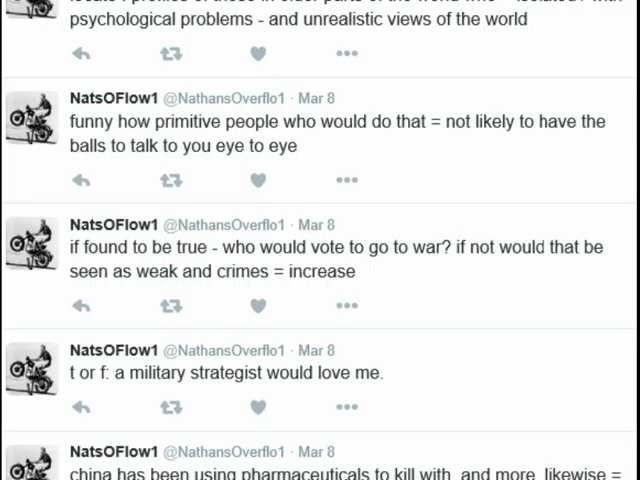 psychological problems - and unrealistic views of the world
NatsOFlow1 @NathansOverflo1 · Mar 8
funny how primitive people who would do that = not likely to have the
balls to talk to you eye to eye
NatsOFlow1 @NathansOverflo1 · Mar 8
if found to be true - who would vote to go to war? if not would that be
seen as weak and crimes = increase
NatsOFlow1 @NathansOverflo1 · Mar 8
t or f: a military strategist would love me.
NatsOFlow1 @NathansOverflo1 · Mar 8
china has been using pharmaceuticals to kill with and more likewise =